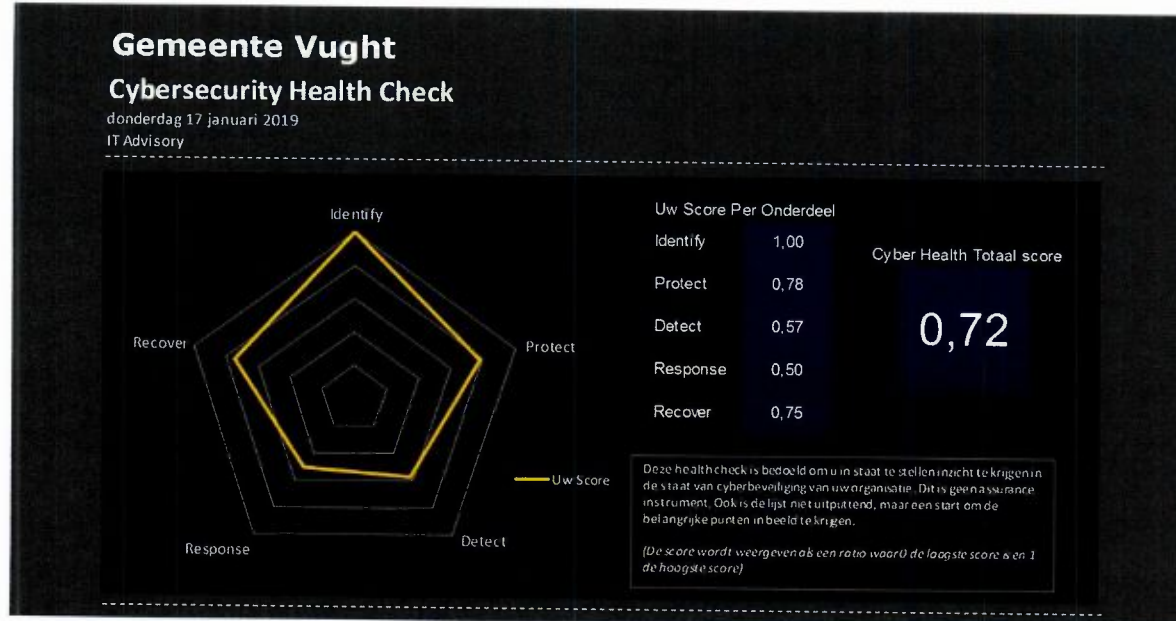 Gemeente Vught
Cybersecurity Health Check
donderdag 17 januari 2019
IT Advisory
Identify
Protect
Detect
Response
Recover
Uw Score
Uw Score Per Onderdeel
Identify 1,00
Protect 0,78
Detect 0,57
Response 0,50
Recover 0,75
Cyber Health Totaal score
0,72
Deze health check is bedoeld om u in staat te stellen inzicht te krijgen in
de staat van cyberbeveiliging van uw organisatie. Dit is geen assurance
instrument. Ook is de lijst niet uitputtend, maar een start om de
belangrijke punten in beeld te krijgen.
(De score wordt weergeven als een ratio waar 0 de laagste score is en 1
de hoogste score)